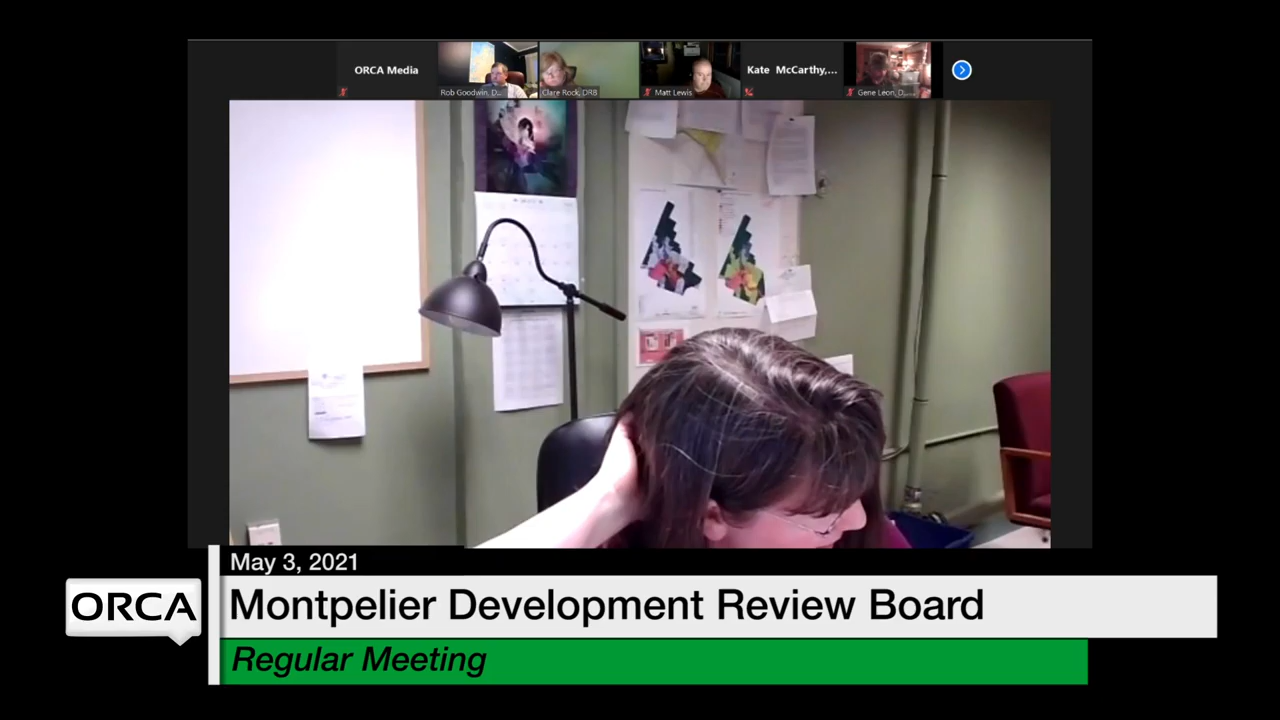 ORCA Media
Rob Goodwin, D...
Clare Rock, DRB
Matt Lewis
Kate McCarthy,...
Gene Leon, D...
May 3, 2021
ORCA
Montpelier Development Review Board
Regular Meeting